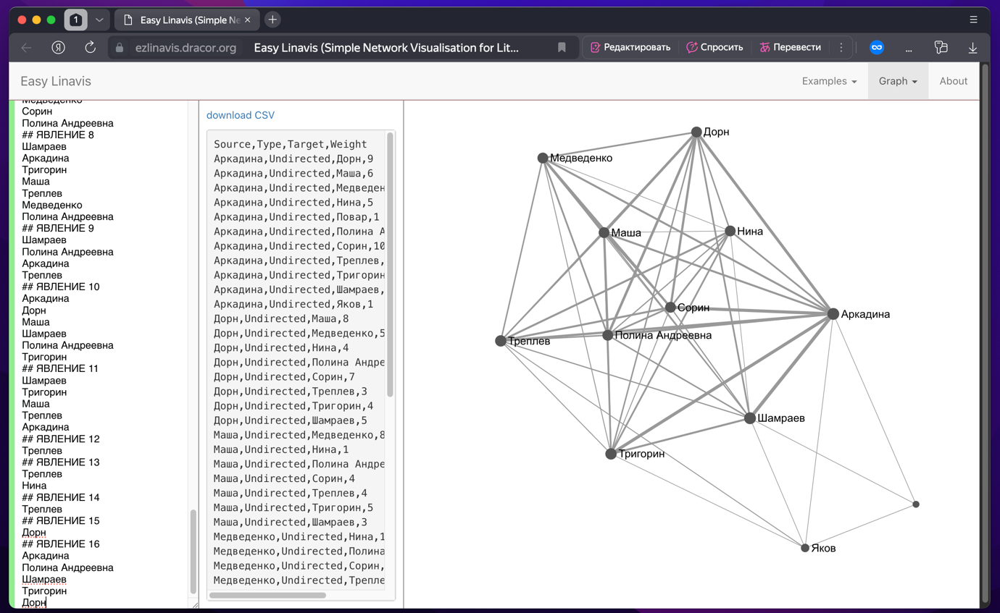 1
Easy Linavis (Simple Ne
ezlinavis.dracor.org
Easy Linavis (Simple Network Visualisation for Lit...
Редактировать
Спросить
Перевести
Easy Linavis
Examples
Graph
About
Медведенко
Сорин
Полина Андреевна
## ЯВЛЕНИЕ 8
Шамраев
Аркадина
Тригорин
Маша
Треплев
Медведенко
Полина Андреевна
## ЯВЛЕНИЕ 9
Шамраев
Полина Андреевна
Аркадина
Треплев
## ЯВЛЕНИЕ 10
Аркадина
Дорн
Маша
Шамраев
Полина Андреевна
Тригорин
## ЯВЛЕНИЕ 11
Шамраев
Тригорин
Маша
Треплев
Аркадина
## ЯВЛЕНИЕ 12
Треплев
## ЯВЛЕНИЕ 13
Треплев
Нина
## ЯВЛЕНИЕ 14
Треплев
## ЯВЛЕНИЕ 15
Дорн
## ЯВЛЕНИЕ 16
Аркадина
Полина Андреевна
Шамраев
Тригорин
Дорн
download CSV
Source,Type,Target,Weight
Аркадина,Undirected,Дорн,9
Аркадина,Undirected,Маша,6
Аркадина,Undirected,Медведен
Аркадина,Undirected,Нина,5
Аркадина,Undirected,Повар,1
Аркадина,Undirected,Полина А
Аркадина,Undirected,Сорин,10
Аркадина,Undirected,Треплев,
Аркадина,Undirected,Тригорин
Аркадина,Undirected,Шамраев,
Аркадина,Undirected,Яков,1
Дорн,Undirected,Маша,8
Дорн,Undirected,Медведенко,5
Дорн,Undirected,Нина,4
Дорн,Undirected,Полина Андре
Дорн,Undirected,Сорин,7
Дорн,Undirected,Треплев,3
Дорн,Undirected,Тригорин,4
Дорн,Undirected,Шамраев,5
Маша,Undirected,Медведенко,8
Маша,Undirected,Нина,1
Маша,Undirected,Полина Андре
Маша,Undirected,Сорин,4
Маша,Undirected,Треплев,4
Маша,Undirected,Тригорин,5
Маша,Undirected,Шамраев,3
Медведенко,Undirected,Нина,1
Медведенко,Undirected,Полина
Медведенко,Undirected,Сорин,
Медведенко,Undirected,Трепле
Дорн
Медведенко
Маша
Нина
Сорин
Аркадина
Полина Андреевна
Треплев
Шамраев
Тригорин
Яков